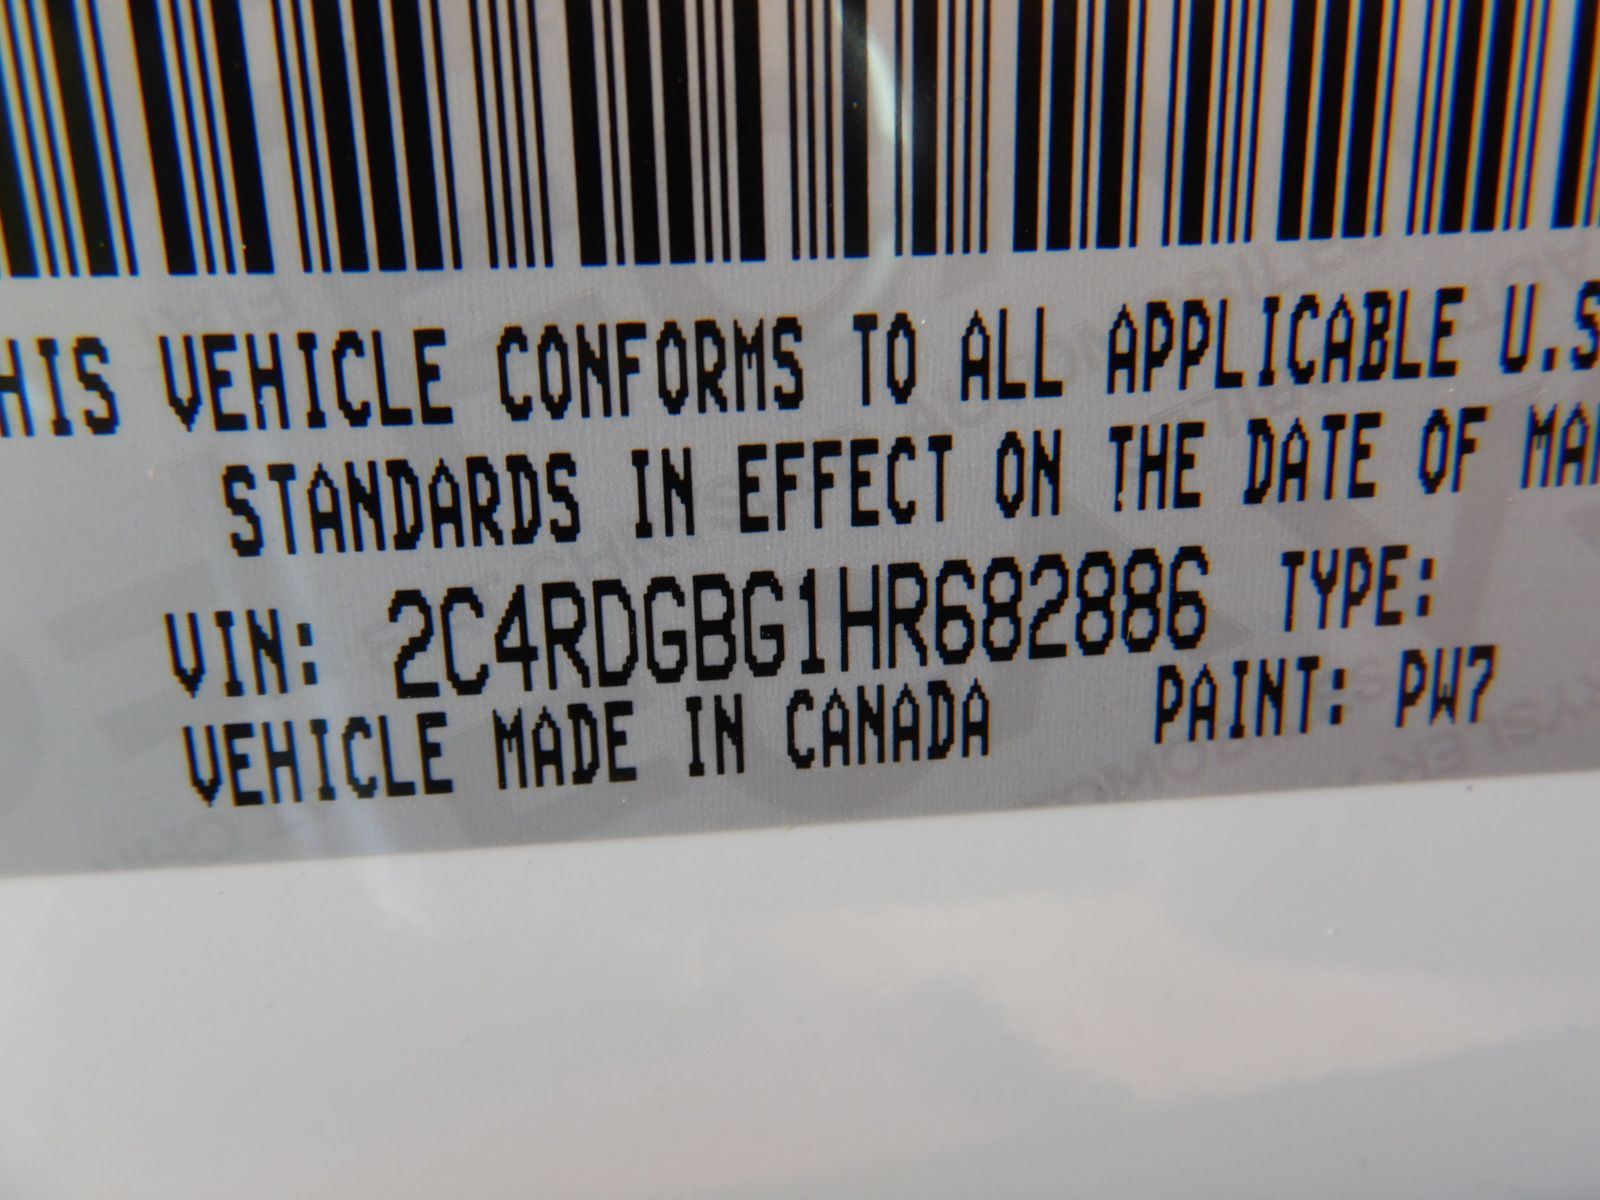 HIS VEHICLE CONFORMS TO ALL APPLICABLE U.S
STANDARDS IN EFFECT ON THE DATE OF MA
VIN: 2C4RDGBG1HR682886 TYPE:
VEHICLE MADE IN CANADA PAINT: PW7